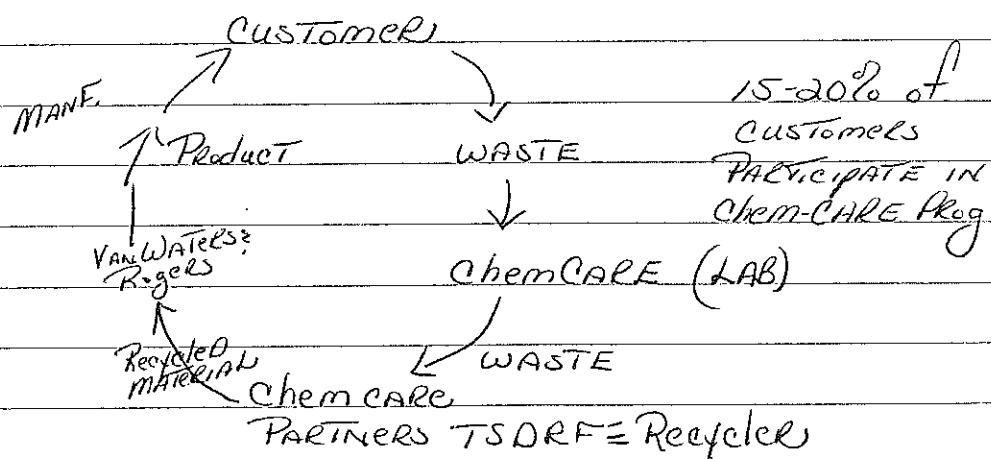 Customer
MANF.
Product
WASTE
15-20% of
Customers
PARTICIPATE IN
Chem-CARE Prog
VAN WATERS &
Rogers
ChemCARE (LAB)
Recycled
MATERIAL
WASTE
Chem CARE
PARTNERS TSDRF = Recycler